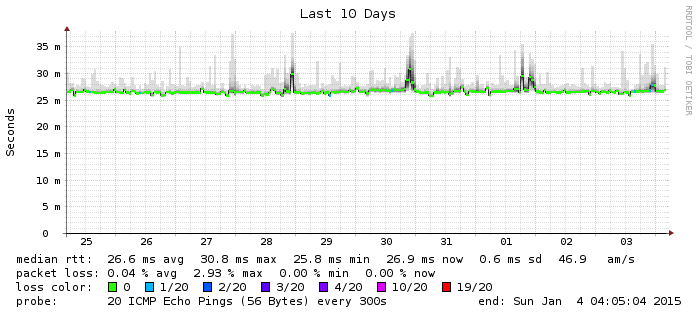 Last 10 Days
RRDTOOL / TOBI OETIKER
Seconds
35 m
30 m
25 m
20 m
15 m
10 m
5 m
0
25 26 27 28 29 30 31 01 02 03
median rtt: 26.6 ms avg 30.8 ms max 25.8 ms min 26.9 ms now 0.6 ms sd 46.9 am/s
packet loss: 0.04 % avg 2.93 % max 0.00 % min 0.00 % now
loss color: 0 1/20 2/20 3/20 4/20 10/20 19/20
probe: 20 ICMP Echo Pings (56 Bytes) every 300s end: Sun Jan 4 04:05:04 2015